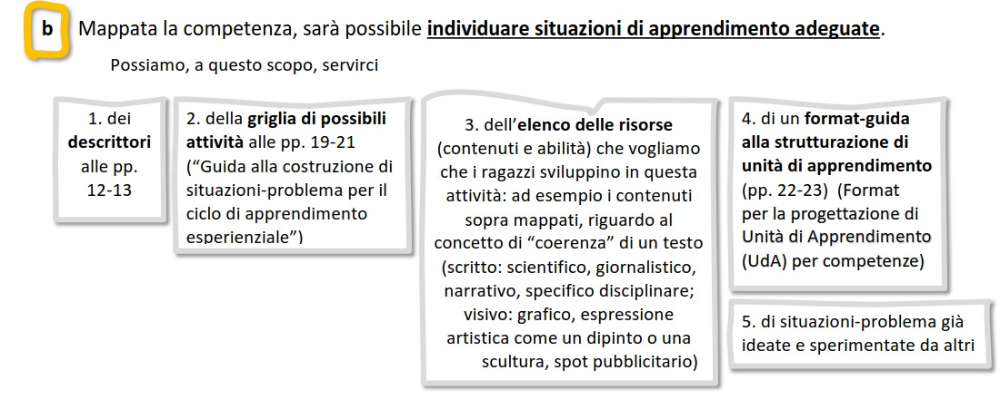 b Mappata la competenza, sarà possibile individuare situazioni di apprendimento adeguate.
Possiamo, a questo scopo, servirci
1. dei
descrittori
alle pp.
12-13
2. della griglia di possibili
attività alle pp. 19-21
(“Guida alla costruzione di
situazioni-problema per il
ciclo di apprendimento
esperienziale”)
3. dell’elenco delle risorse
(contenuti e abilità) che vogliamo
che i ragazzi sviluppino in questa
attività: ad esempio i contenuti
sopra mappati, riguardo al
concetto di “coerenza” di un testo
(scritto: scientifico, giornalistico,
narrativo, specifico disciplinare;
visivo: grafico, espressione
artistica come un dipinto o una
scultura, spot pubblicitario)
4. di un format-guida
alla strutturazione di
unità di apprendimento
(pp. 22-23) (Format
per la progettazione di
Unità di Apprendimento
(UdA) per competenze)
5. di situazioni-problema già
ideate e sperimentate da altri